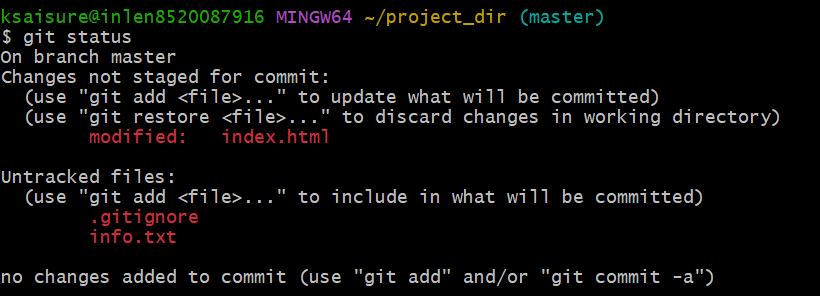 ksaisure@inlen8520087916 MINGW64 ~/project_dir (master)
$ git status
On branch master
Changes not staged for commit:
  (use "git add <file>..." to update what will be committed)
  (use "git restore <file>..." to discard changes in working directory)
        modified:   index.html

Untracked files:
  (use "git add <file>..." to include in what will be committed)
        .gitignore
        info.txt

no changes added to commit (use "git add" and/or "git commit -a")